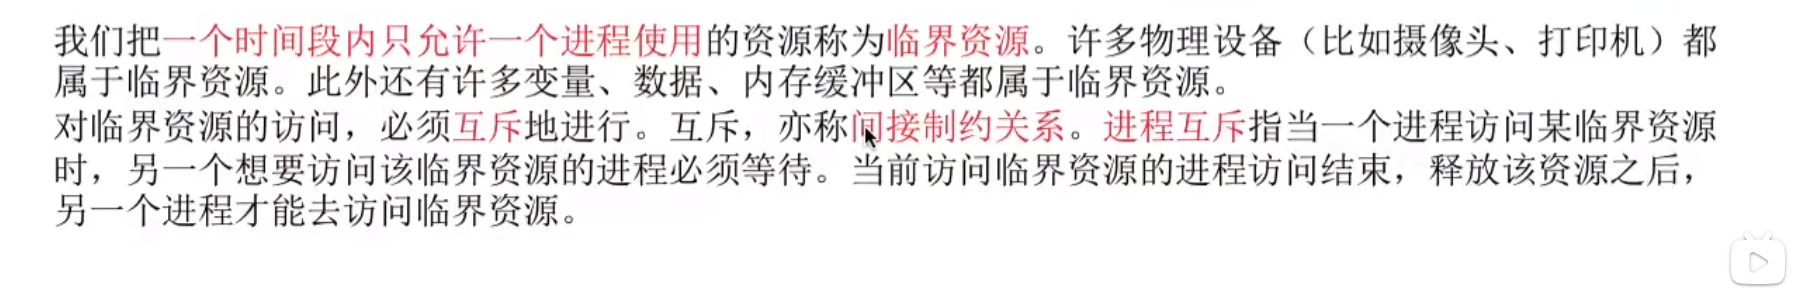 我们把一个时间段内只允许一个进程使用的资源称为临界资源。许多物理设备（比如摄像头、打印机）都
属于临界资源。此外还有许多变量、数据、内存缓冲区等都属于临界资源。
对临界资源的访问，必须互斥地进行。互斥，亦称间接制约关系。进程互斥指当一个进程访问某临界资源
时，另一个想要访问该临界资源的进程必须等待。当前访问临界资源的进程访问结束，释放该资源之后，
另一个进程才能去访问临界资源。